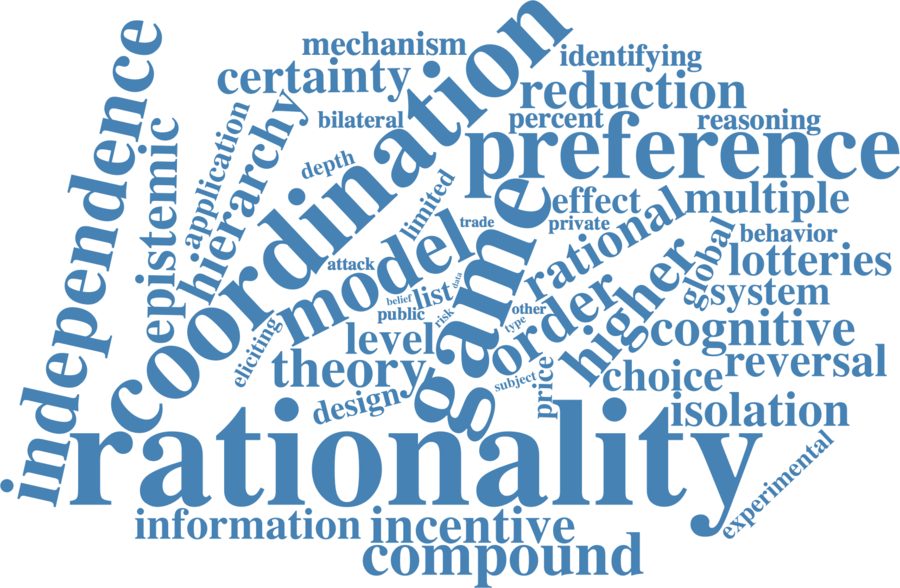 mechanism
identifying
certainty
reduction
independence
coordination
bilateral
percent
reasoning
preference
epistemic
application
hierarchy
depth
limited
trade
effect
multiple
private
behavior
game
rational
global
lotteries
attack
model
higher
system
belief
list
data
public
risk
other
type
order
cognitive
eliciting
level
theory
reversal
choice
subject
price
design
isolation
rationality
experimental
information
incentive
compound